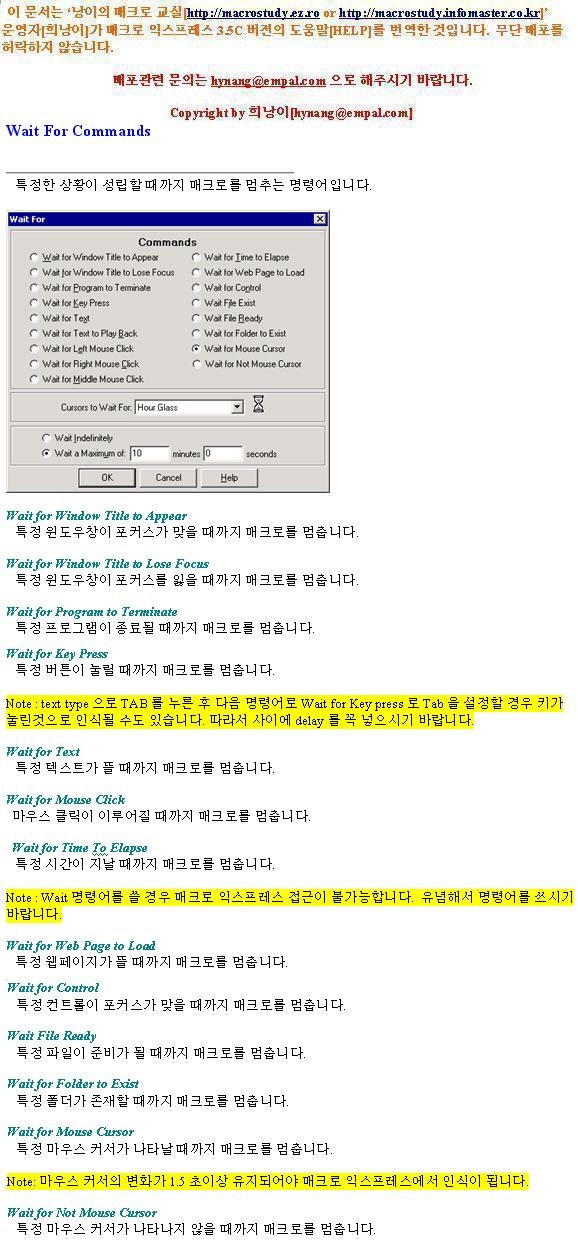 이 문서는 ‘낭이의 매크로 교실[http://macrostudy.ez.ro or http://macrostudy.infomaster.co.kr]’
운영자[희낭이]가 매크로 익스프레스 3.5C 버젼의 도움말[HELP]를 번역한 것입니다. 무단 배포를
허락하지 않습니다.
배포관련 문의는 hynang@empal.com 으로 해주시기 바랍니다.
Copyright by 희낭이[hynang@empal.com]
Wait For Commands
특정한 상황이 성립할 때까지 매크로를 멈추는 명령어입니다.
Wait For
Commands
Wait for Window Title to Appear
Wait for Window Title to Lose Focus
Wait for Program to Terminate
Wait for Key Press
Wait for Text
Wait for Text to Play Back
Wait for Left Mouse Click
Wait for Right Mouse Click
Wait for Middle Mouse Click
Wait for Time to Elapse
Wait for Web Page to Load
Wait for Control
Wait File Exist
Wait File Ready
Wait for Folder to Exist
Wait for Mouse Cursor
Wait for Not Mouse Cursor
Cursors to Wait For: Hour Glass
Wait Indefinitely
Wait a Maximum of: 10 minutes 0 seconds
OK Cancel Help
Wait for Window Title to Appear
특정 윈도우창이 포커스가 맞을 때까지 매크로를 멈춥니다.
Wait for Window Title to Lose Focus
특정 윈도우창이 포커스를 잃을 때까지 매크로를 멈춥니다.
Wait for Program to Terminate
특정 프로그램이 종료될 때까지 매크로를 멈춥니다.
Wait for Key Press
특정 버튼이 눌릴 때까지 매크로를 멈춥니다.
Note : text type 으로 TAB 를 누른 후 다음 명령어로 Wait for Key press 로 Tab 을 설정할 경우 키가
눌린것으로 인식될 수도 있습니다. 따라서 사이에 delay 를 꼭 넣으시기 바랍니다.
Wait for Text
특정 텍스트가 뜰 때까지 매크로를 멈춥니다.
Wait for Mouse Click
마우스 클릭이 이루어질 때까지 매크로를 멈춥니다.
Wait for Time To Elapse
특정 시간이 지날 때까지 매크로를 멈춥니다.
Note : Wait 명령어를 쓸 경우 매크로 익스프레스 접근이 불가능합니다. 유념해서 명령어를 쓰시기
바랍니다.
Wait for Web Page to Load
특정 웹페이지가 뜰 때까지 매크로를 멈춥니다.
Wait for Control
특정 컨트롤이 포커스가 맞을 때까지 매크로를 멈춥니다.
Wait File Ready
특정 파일이 준비가 될 때까지 매크로를 멈춥니다.
Wait for Folder to Exist
특정 폴더가 존재할 때까지 매크로를 멈춥니다.
Wait for Mouse Cursor
특정 마우스 커서가 나타날 때까지 매크로를 멈춥니다.
Note: 마우스 커서의 변화가 1.5 초이상 유지되어야 매크로 익스프레스에서 인식이 됩니다.
Wait for Not Mouse Cursor
특정 마우스 커서가 나타나지 않을 때까지 매크로를 멈춥니다.